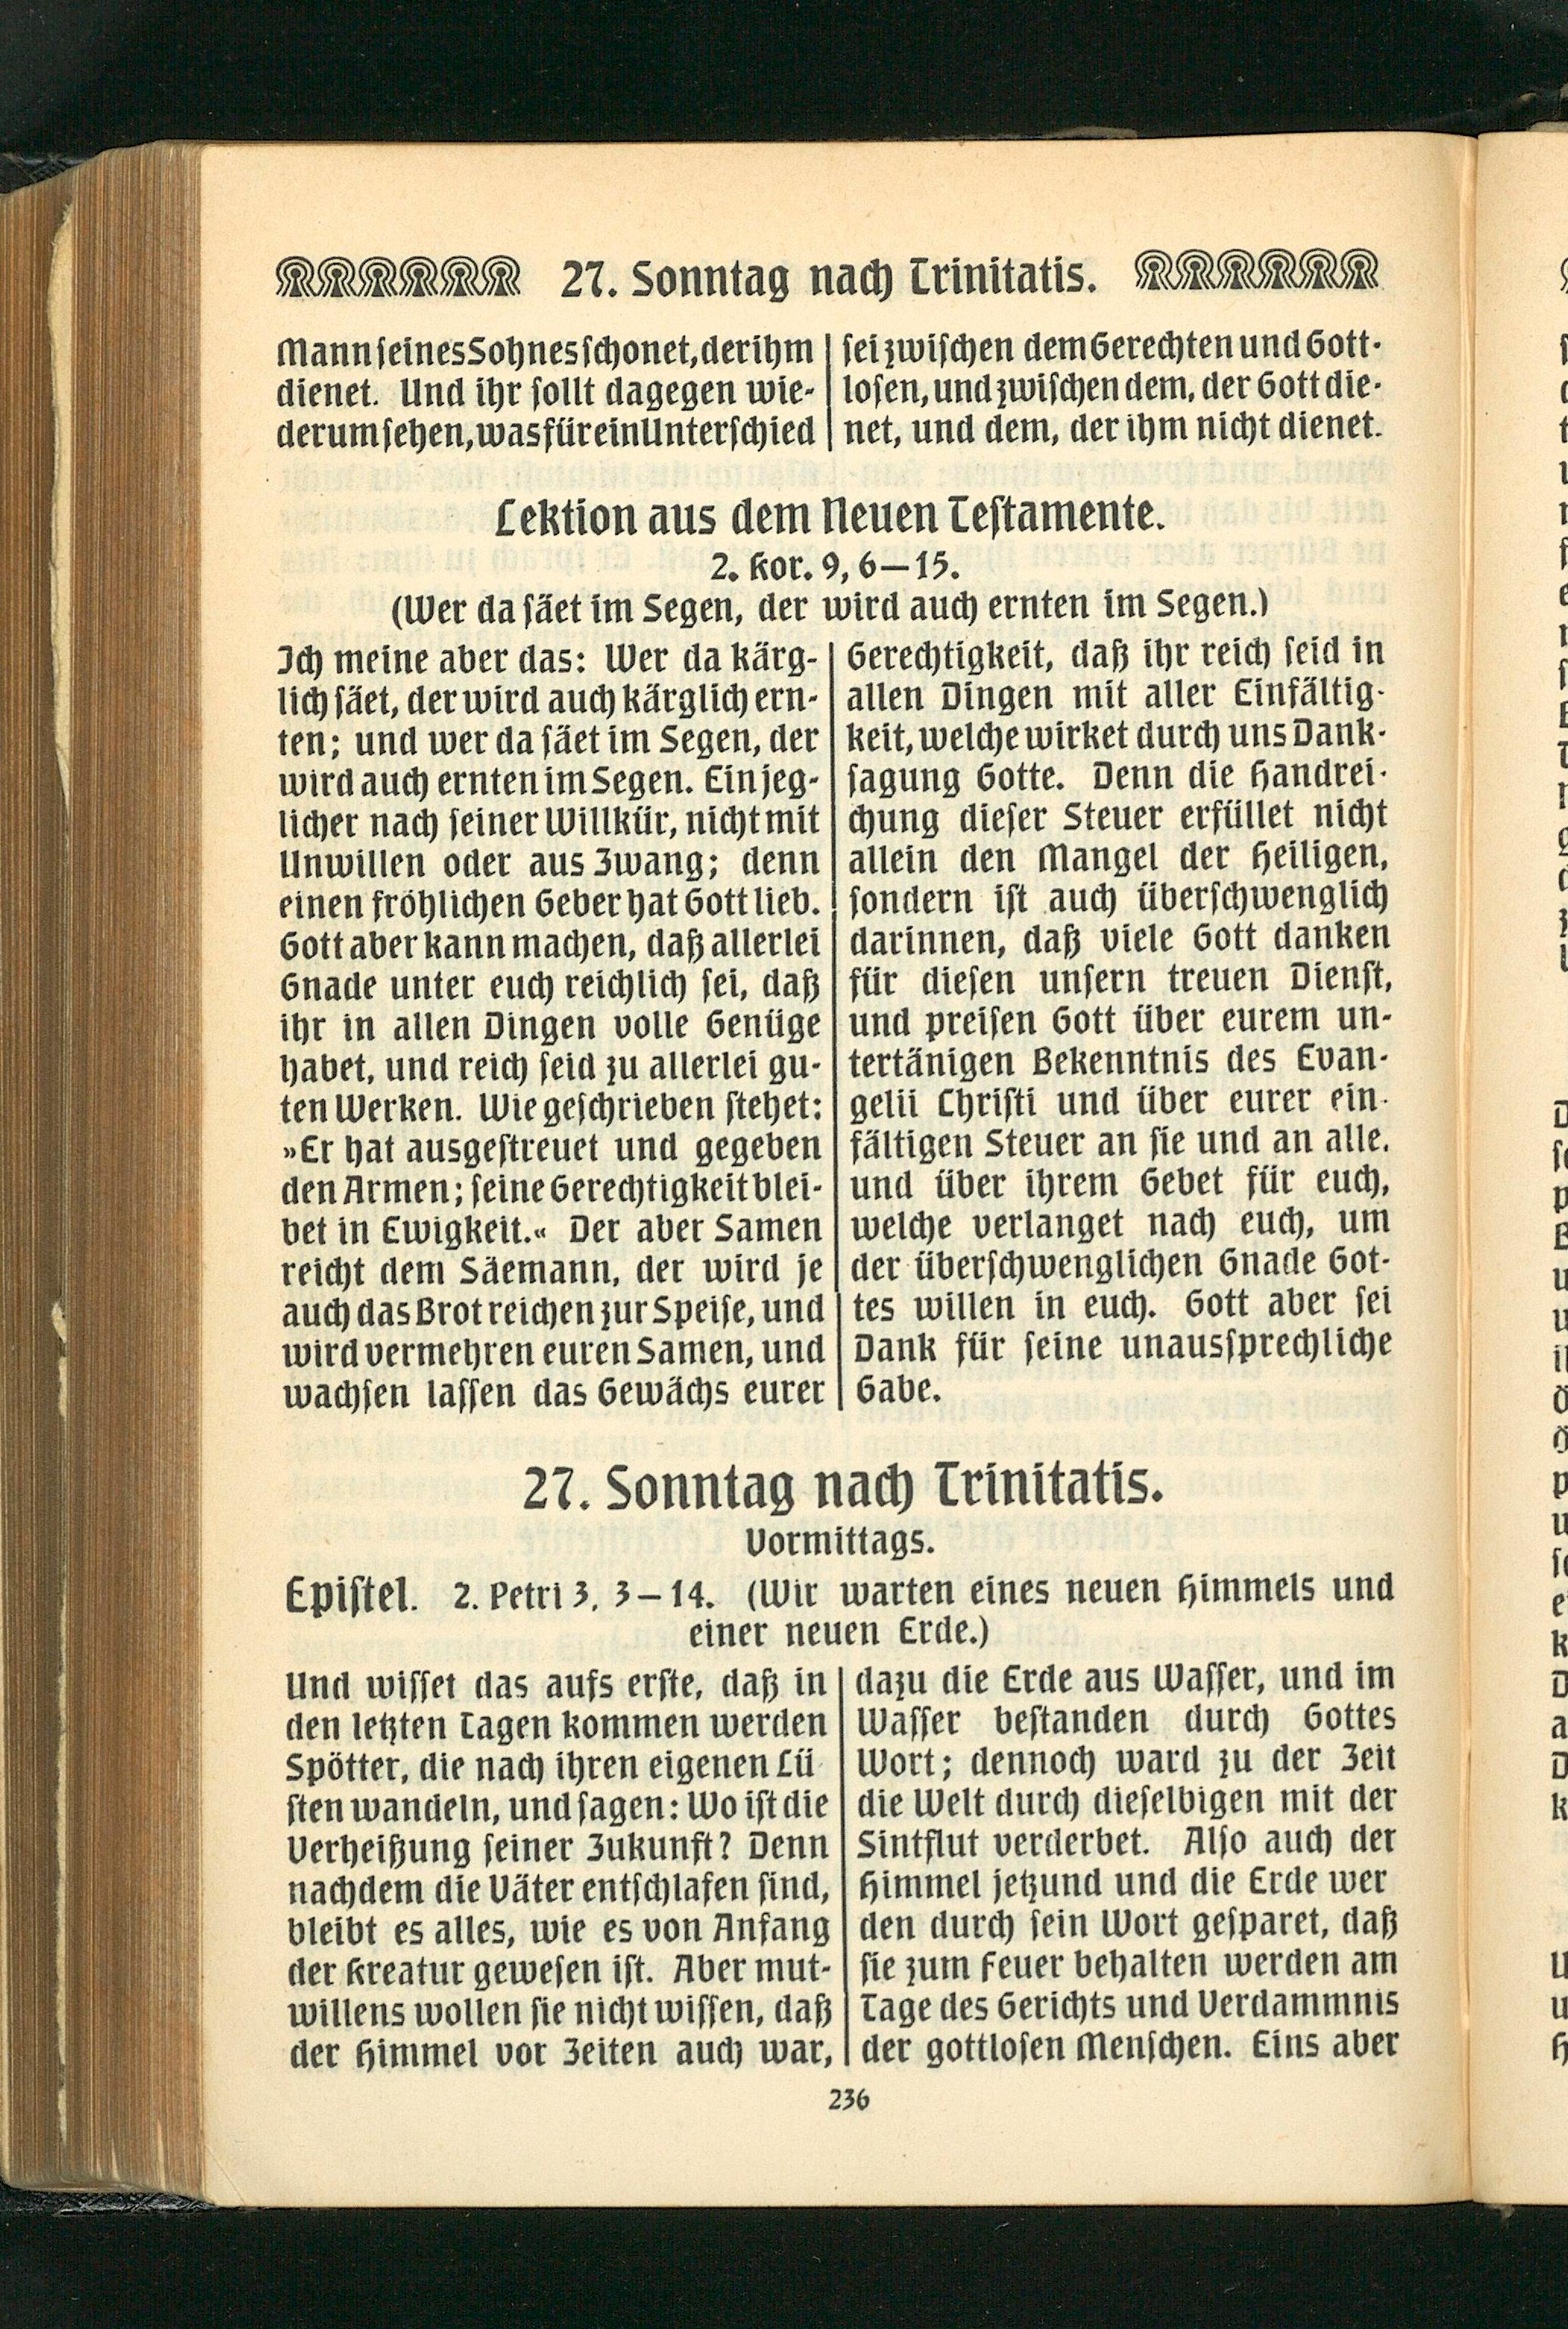 27. Sonntag nach Trinitatis.
Mann seines Sohnes schonet, der ihm
dienet. Und ihr sollt dagegen wie-
derum sehen, was für ein Unterschied
sei zwischen dem Gerechten und Gott-
losen, und zwischen dem, der Gott die-
net, und dem, der ihm nicht dienet.
Lektion aus dem Neuen Testamente.
2. Kor. 9, 6—15.
(Wer da säet im Segen, der wird auch ernten im Segen.)
Ich meine aber das: Wer da kärg-
lich säet, der wird auch kärglich ern-
ten; und wer da säet im Segen, der
wird auch ernten im Segen. Ein jeg-
licher nach seiner Willkür, nicht mit
Unwillen oder aus Zwang; denn
einen fröhlichen Geber hat Gott lieb.
Gott aber kann machen, daß allerlei
Gnade unter euch reichlich sei, daß
ihr in allen Dingen volle Genüge
habet, und reich seid zu allerlei gu-
ten Werken. Wie geschrieben stehet:
»Er hat ausgestreuet und gegeben
den Armen; seine Gerechtigkeit blei-
bet in Ewigkeit.« Der aber Samen
reicht dem Säemann, der wird je
auch das Brot reichen zur Speise, und
wird vermehren euren Samen, und
wachsen lassen das Gewächs eurer
Gerechtigkeit, daß ihr reich seid in
allen Dingen mit aller Einfältig-
keit, welche wirket durch uns Dank-
sagung Gotte. Denn die Handrei-
chung dieser Steuer erfüllet nicht
allein den Mangel der Heiligen,
sondern ist auch überschwenglich
darinnen, daß viele Gott danken
für diesen unsern treuen Dienst,
und preisen Gott über eurem un-
tertänigen Bekenntnis des Evan-
gelii Christi und über eurer ein-
fältigen Steuer an sie und an alle,
und über ihrem Gebet für euch,
welche verlanget nach euch, um
der überschwenglichen Gnade Got-
tes willen in euch. Gott aber sei
Dank für seine unaussprechliche
Gabe.
27. Sonntag nach Trinitatis.
Vormittags.
Epistel. 2. Petri 3, 3—14. (Wir warten eines neuen Himmels und
einer neuen Erde.)
Und wisset das aufs erste, daß in
den letzten Tagen kommen werden
Spötter, die nach ihren eigenen Lü
sten wandeln, und sagen: Wo ist die
Verheißung seiner Zukunft? Denn
nachdem die Väter entschlafen sind,
bleibt es alles, wie es von Anfang
der Kreatur gewesen ist. Aber mut-
willens wollen sie nicht wissen, daß
der Himmel vor Zeiten auch war,
dazu die Erde aus Wasser, und im
Wasser bestanden durch Gottes
Wort; dennoch ward zu der Zeit
die Welt durch dieselbigen mit der
Sintflut verderbet. Also auch der
Himmel jetzund und die Erde wer
den durch sein Wort gesparet, daß
sie zum Feuer behalten werden am
Tage des Gerichts und Verdammnis
der gottlosen Menschen. Eins aber
236